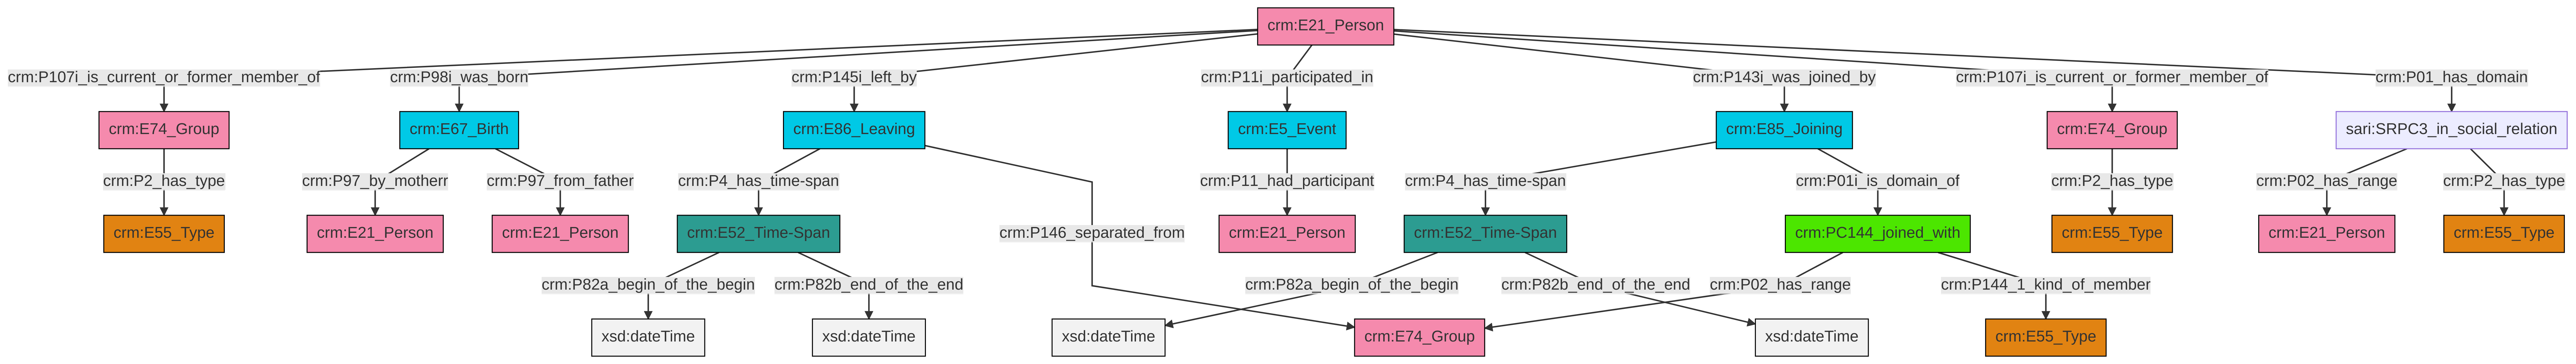 crm:E21_Person
crm:P107i_is_current_or_former_member_of
crm:P98i_was_born
crm:P145i_left_by
crm:P11i_participated_in
crm:P143i_was_joined_by
crm:P107i_is_current_or_former_member_of
crm:P01_has_domain
crm:E74_Group
crm:E67_Birth
crm:E86_Leaving
crm:E5_Event
crm:E85_Joining
crm:E74_Group
sari:SRPC3_in_social_relation
crm:P2_has_type
crm:P97_by_motherr
crm:P97_from_father
crm:P4_has_time-span
crm:P146_separated_from
crm:P11_had_participant
crm:P4_has_time-span
crm:P01i_is_domain_of
crm:P2_has_type
crm:P02_has_range
crm:P2_has_type
crm:E55_Type
crm:E21_Person
crm:E21_Person
crm:E52_Time-Span
crm:E21_Person
crm:E52_Time-Span
crm:PC144_joined_with
crm:E55_Type
crm:E21_Person
crm:E55_Type
crm:P82a_begin_of_the_begin
crm:P82b_end_of_the_end
crm:P82a_begin_of_the_begin
crm:P82b_end_of_the_end
crm:P02_has_range
crm:P144_1_kind_of_member
xsd:dateTime
xsd:dateTime
xsd:dateTime
crm:E74_Group
xsd:dateTime
crm:E55_Type